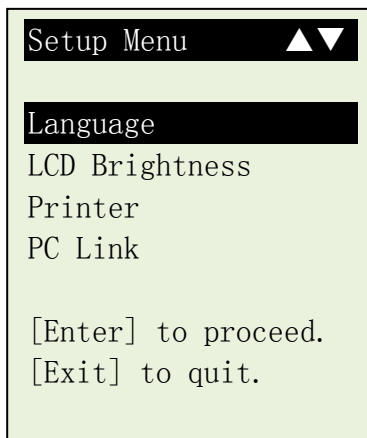 Setup Menu ▲▼
Language
LCD Brightness
Printer
PC Link
[Enter] to proceed.
[Exit] to quit.